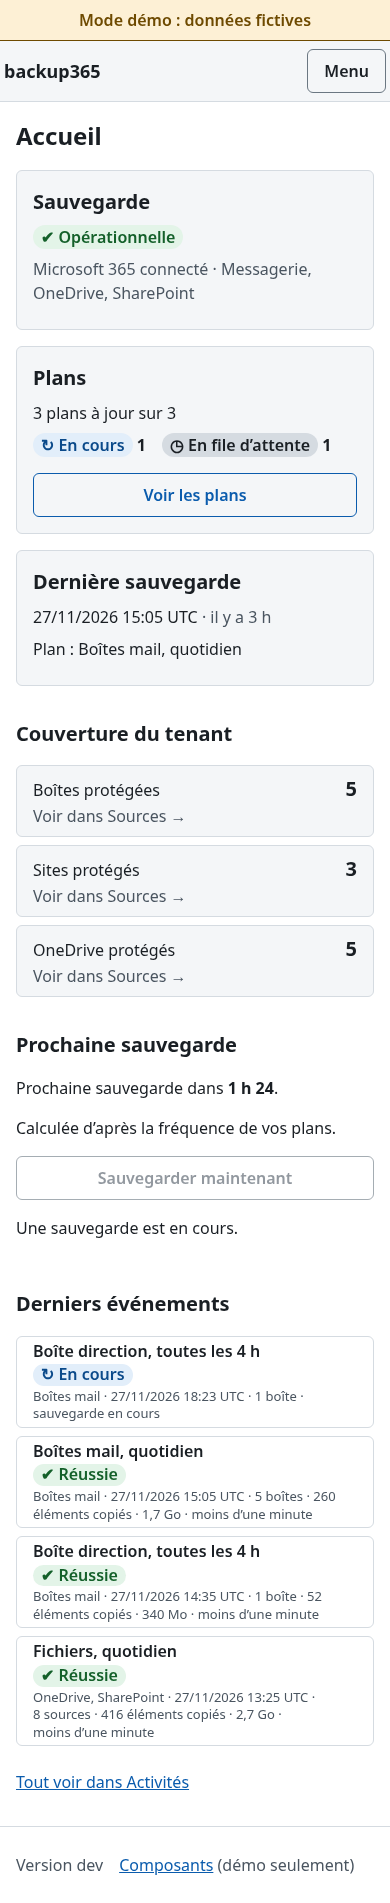 Mode démo : données fictives
backup365
Menu
Accueil
Sauvegarde
✔ Opérationnelle
Microsoft 365 connecté · Messagerie,
OneDrive, SharePoint
Plans
3 plans à jour sur 3
↻ En cours 1 ◷ En file d’attente 1
Voir les plans
Dernière sauvegarde
27/11/2026 15:05 UTC · il y a 3 h
Plan : Boîtes mail, quotidien
Couverture du tenant
Boîtes protégées 5
Voir dans Sources →
Sites protégés 3
Voir dans Sources →
OneDrive protégés 5
Voir dans Sources →
Prochaine sauvegarde
Prochaine sauvegarde dans 1 h 24.
Calculée d’après la fréquence de vos plans.
Sauvegarder maintenant
Une sauvegarde est en cours.
Derniers événements
Boîte direction, toutes les 4 h
↻ En cours
Boîtes mail · 27/11/2026 18:23 UTC · 1 boîte ·
sauvegarde en cours
Boîtes mail, quotidien
✔ Réussie
Boîtes mail · 27/11/2026 15:05 UTC · 5 boîtes · 260
éléments copiés · 1,7 Go · moins d’une minute
Boîte direction, toutes les 4 h
✔ Réussie
Boîtes mail · 27/11/2026 14:35 UTC · 1 boîte · 52
éléments copiés · 340 Mo · moins d’une minute
Fichiers, quotidien
✔ Réussie
OneDrive, SharePoint · 27/11/2026 13:25 UTC ·
8 sources · 416 éléments copiés · 2,7 Go ·
moins d’une minute
Tout voir dans Activités
Version dev Composants (démo seulement)